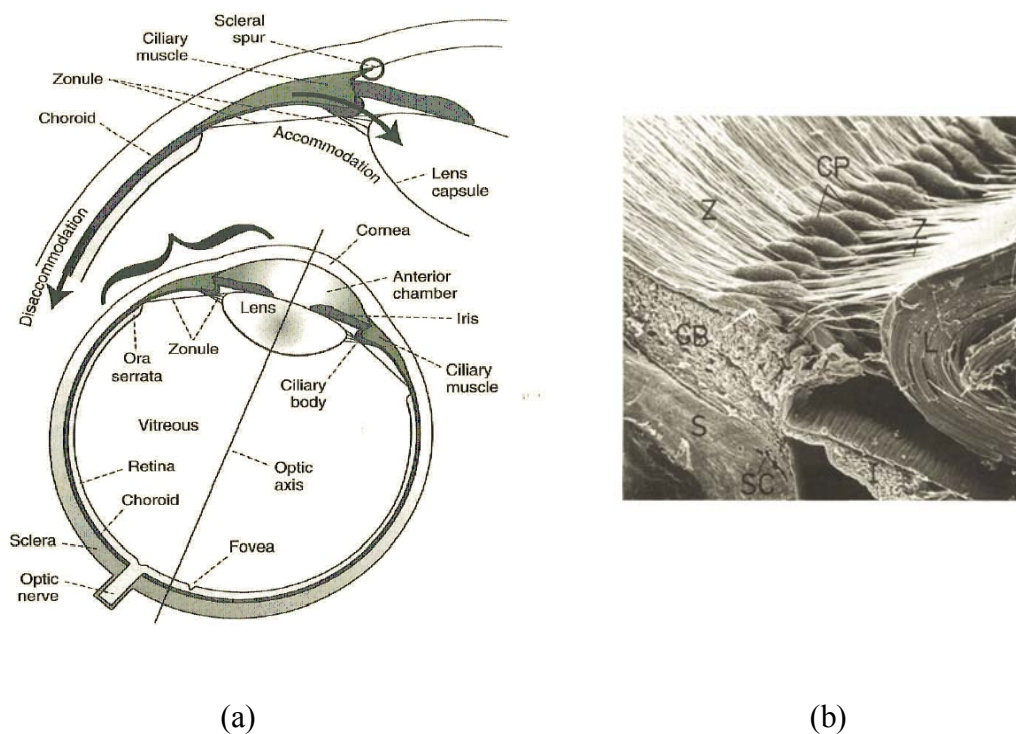 Scleral
spur
Ciliary
muscle
Zonule
Choroid
Accommodation
Lens
capsule
Disaccommodation
Cornea
Anterior
chamber
Lens
Iris
Ora
serrata
Zonule
Ciliary
muscle
Ciliary
body
Vitreous
Retina
Optic
axis
Choroid
Sclera
Fovea
Optic
nerve
CP
Z
Z
CB
L
S
SC
I
(a)
(b)